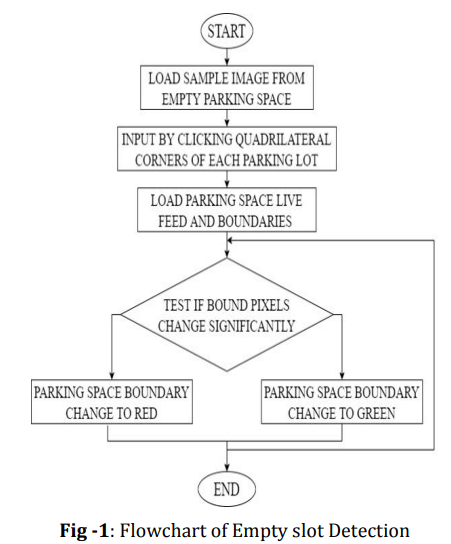 START
LOAD SAMPLE IMAGE FROM
EMPTY PARKING SPACE
INPUT BY CLICKING QUADRILATERAL
CORNERS OF EACH PARKING LOT
LOAD PARKING SPACE LIVE
FEED AND BOUNDARIES
TEST IF BOUND PIXELS
CHANGE SIGNIFICANTLY
PARKING SPACE BOUNDARY
CHANGE TO RED
PARKING SPACE BOUNDARY
CHANGE TO GREEN
END
Fig -1: Flowchart of Empty slot Detection